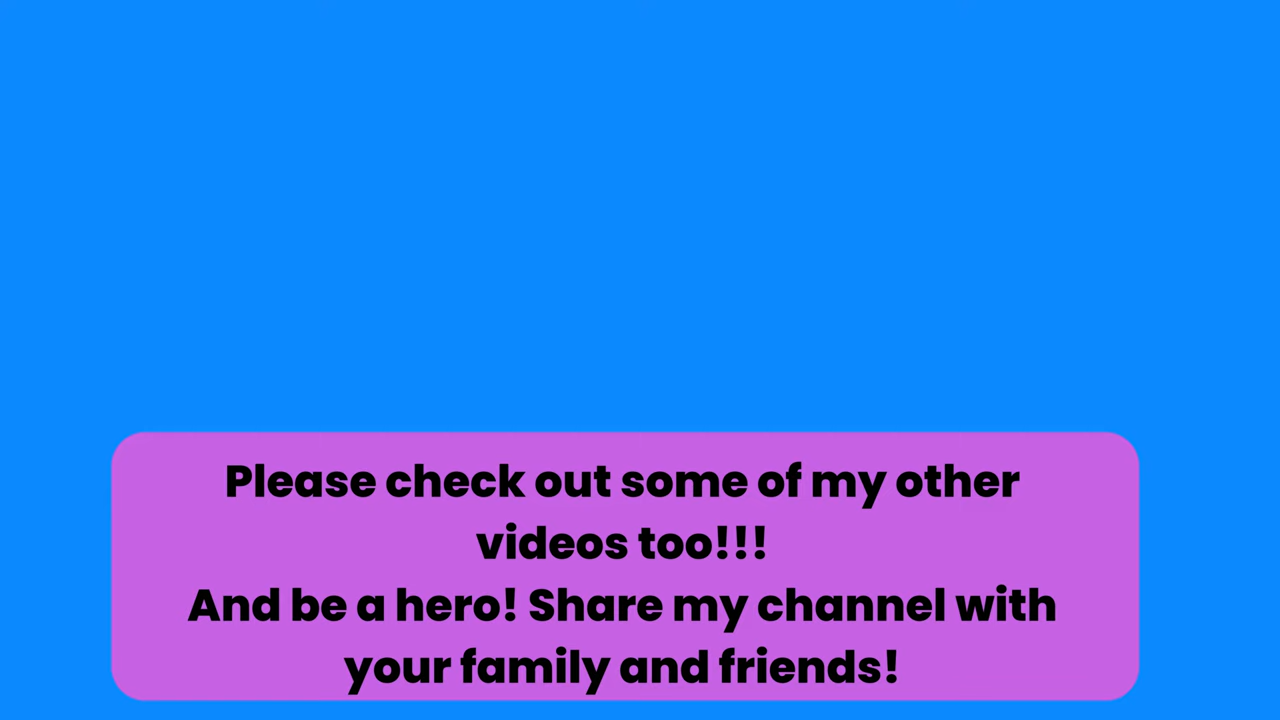 Please check out some of my other
videos too!!!
And be a hero! Share my channel with
your family and friends!